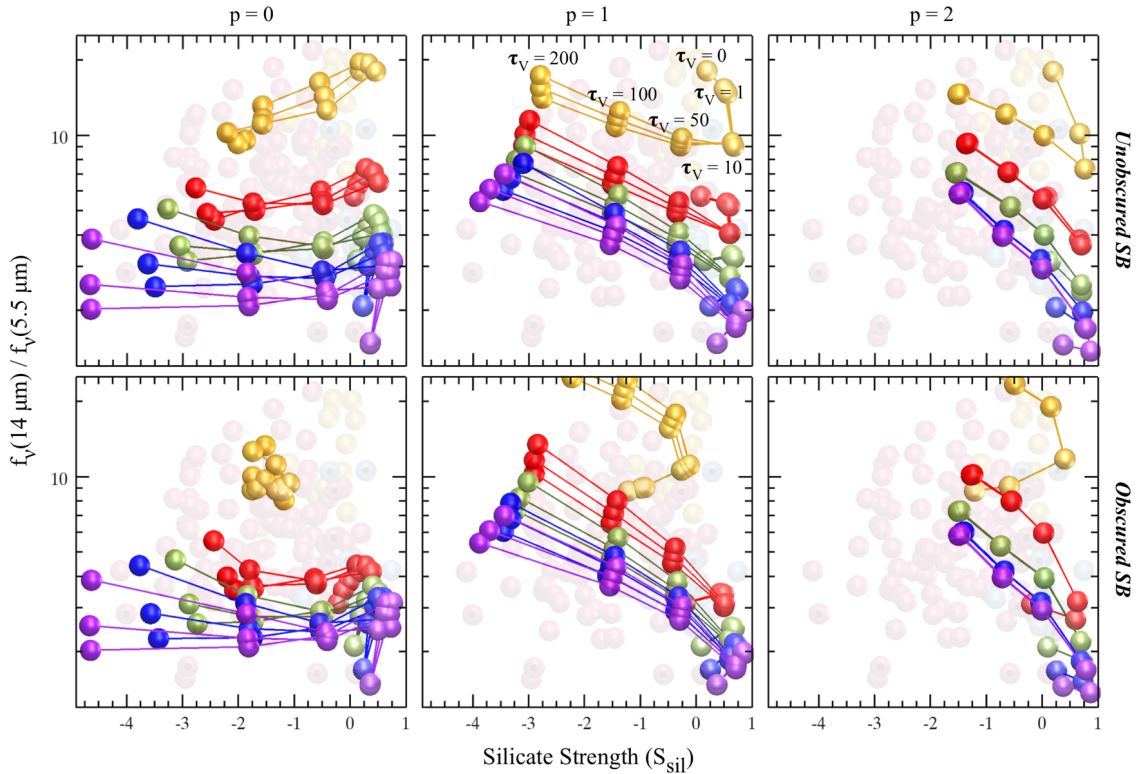 p = 0
p = 1
p = 2
τV = 200
τV = 0
τV = 100
τV = 1
τV = 50
τV = 10
10
Unobscured SB
fν(14 μm) / fν(5.5 μm)
10
Obscured SB
-4 -3 -2 -1 0 1
-4 -3 -2 -1 0 1
-4 -3 -2 -1 0 1
Silicate Strength (Ssil)